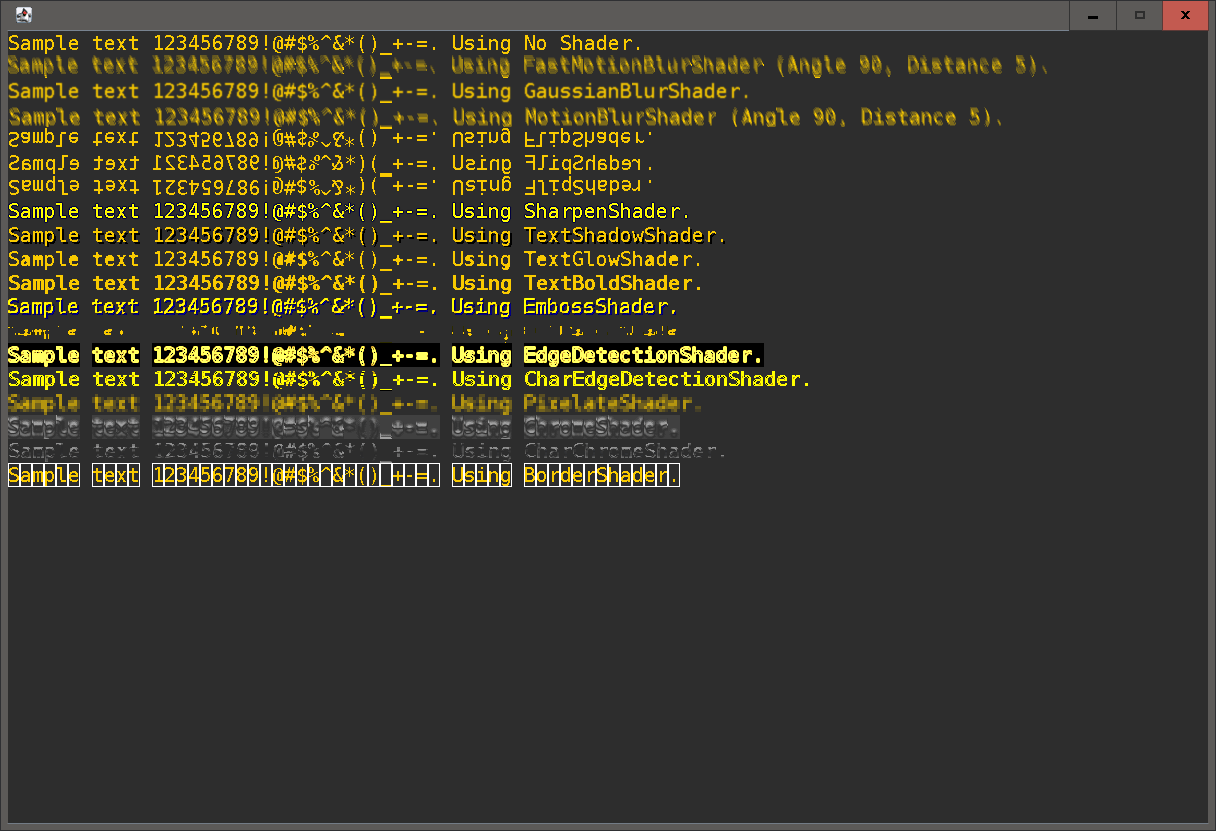 Sample text 123456789!@#$%^&*()_+-=. Using No Shader.
Sample text 123456789!@#$%^&*()_+-=. Using FastMotionBlurShader (Angle 90, Distance 5).
Sample text 123456789!@#$%^&*()_+-=. Using GaussianBlurShader.
Sample text 123456789!@#$%^&*()_+-=. Using MotionBlurShader (Angle 90, Distance 5).
Sample text 123456789!@#$%^&*()_+-=. Using FlipShader.
Sample text 123456789!@#$%^&*()_+-=. Using FlipShader.
Sample text 123456789!@#$%^&*()_+-=. Using FlipShader.
Sample text 123456789!@#$%^&*()_+-=. Using SharpenShader.
Sample text 123456789!@#$%^&*()_+-=. Using TextShadowShader.
Sample text 123456789!@#$%^&*()_+-=. Using TextGlowShader.
Sample text 123456789!@#$%^&*()_+-=. Using TextBoldShader.
Sample text 123456789!@#$%^&*()_+-=. Using EmbossShader.
Sample text 123456789!@#$%^&*()_+-=. Using EdgeDetectionShader.
Sample text 123456789!@#$%^&*()_+-=. Using CharEdgeDetectionShader.
Sample text 123456789!@#$%^&*()_+-=. Using PixelateShader.
Sample text 123456789!@#$%^&*()_+-=. Using ChromeShader.
Sample text 123456789!@#$%^&*()_+-=. Using CharChromeShader.
Sample text 123456789!@#$%^&*()_+-=. Using BorderShader.